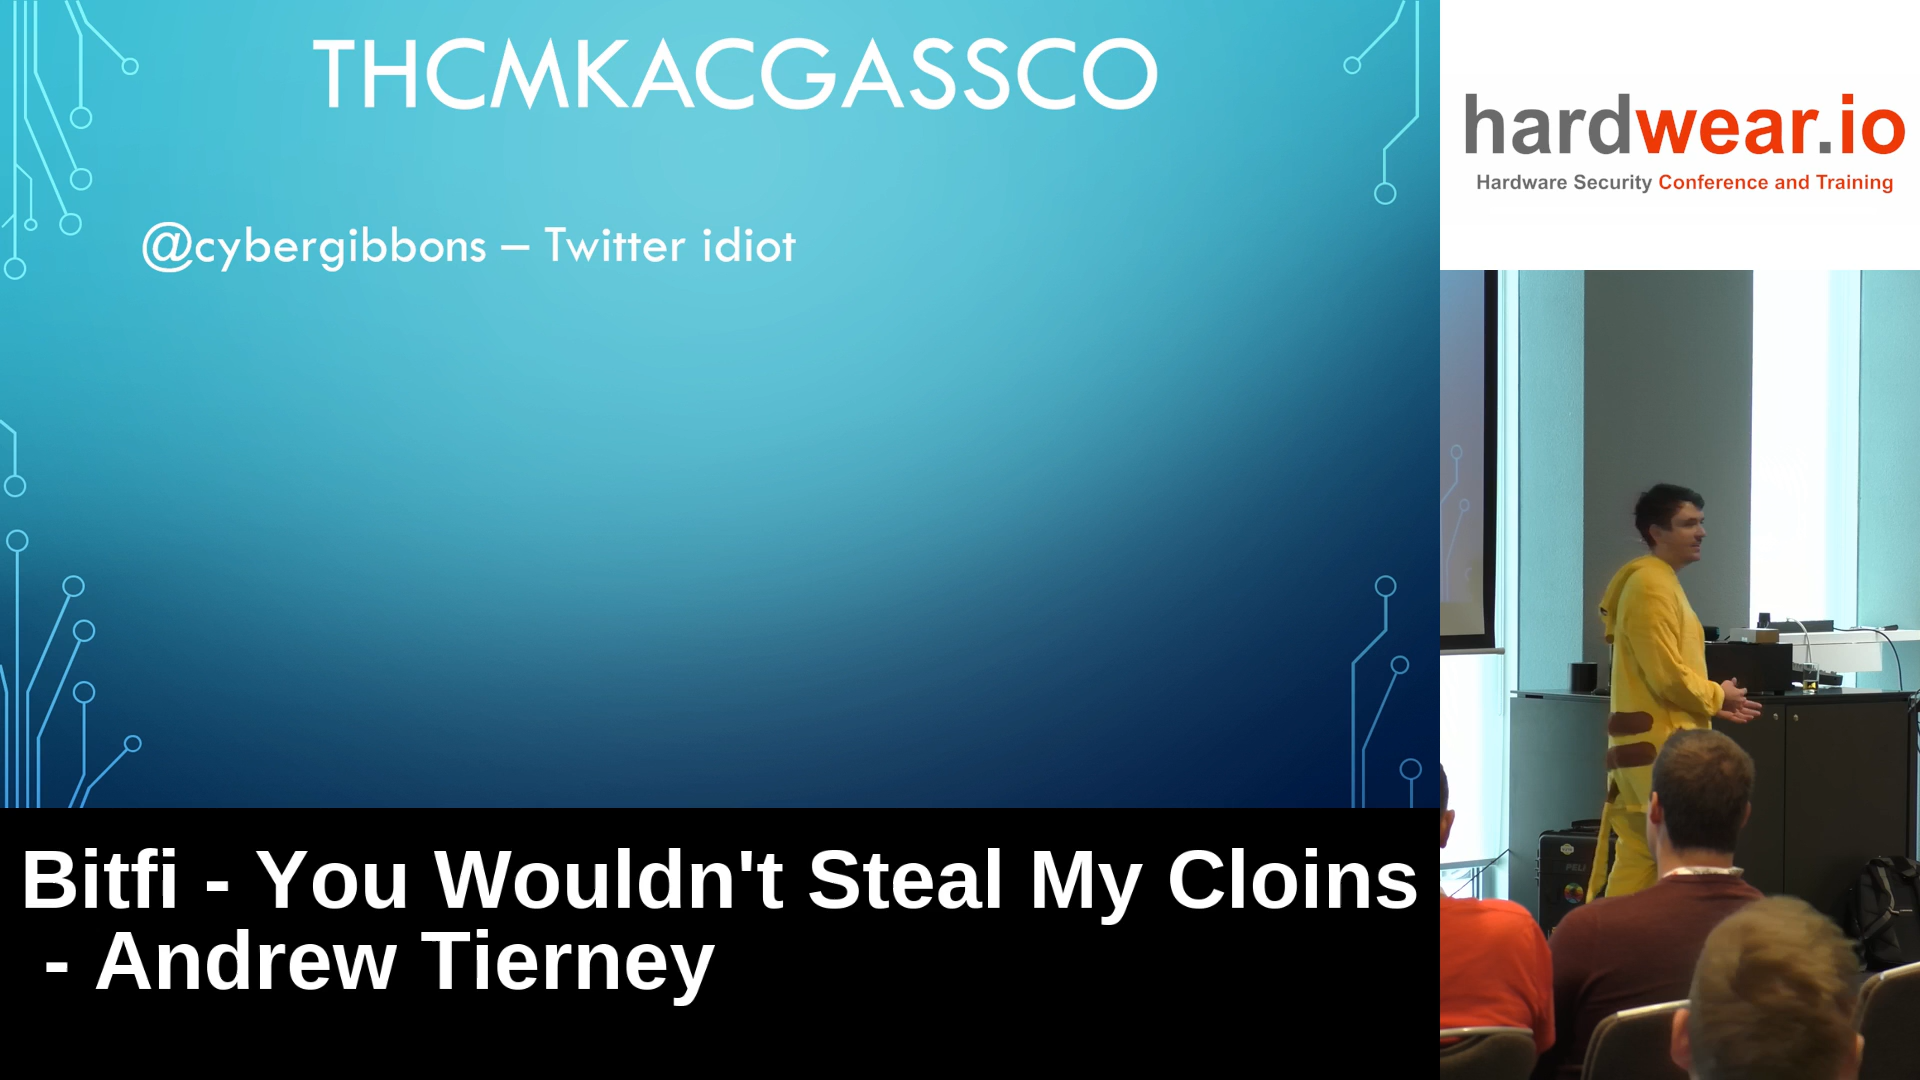 THCMKACGASSCO
@cybergibbons – Twitter idiot
hardwear.io
Hardware Security Conference and Training
Bitfi - You Wouldn't Steal My Cloins
- Andrew Tierney
PELI